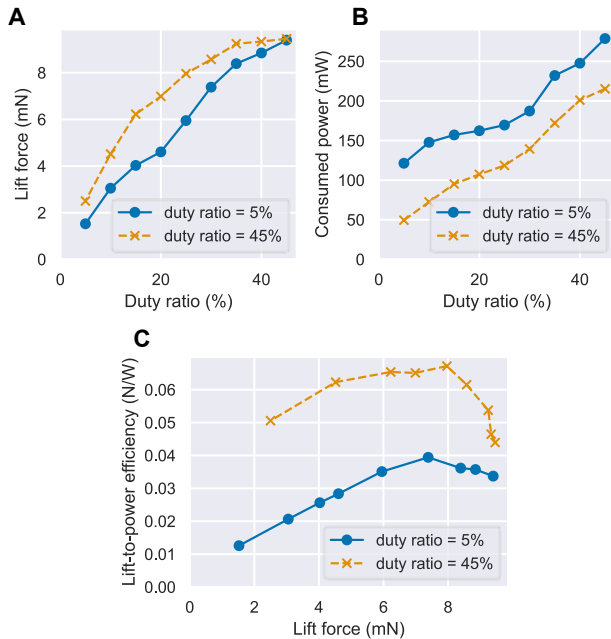 A
Lift force (mN)
8
6
4
2
0
0
20
40
Duty ratio (%)
duty ratio = 5%
duty ratio = 45%
B
Consumed power (mW)
250
200
150
100
50
0
0
20
40
Duty ratio (%)
duty ratio = 5%
duty ratio = 45%
C
Lift-to-power efficiency (N/W)
0.06
0.05
0.04
0.03
0.02
0.01
0.00
0
2
4
6
8
Lift force (mN)
duty ratio = 5%
duty ratio = 45%